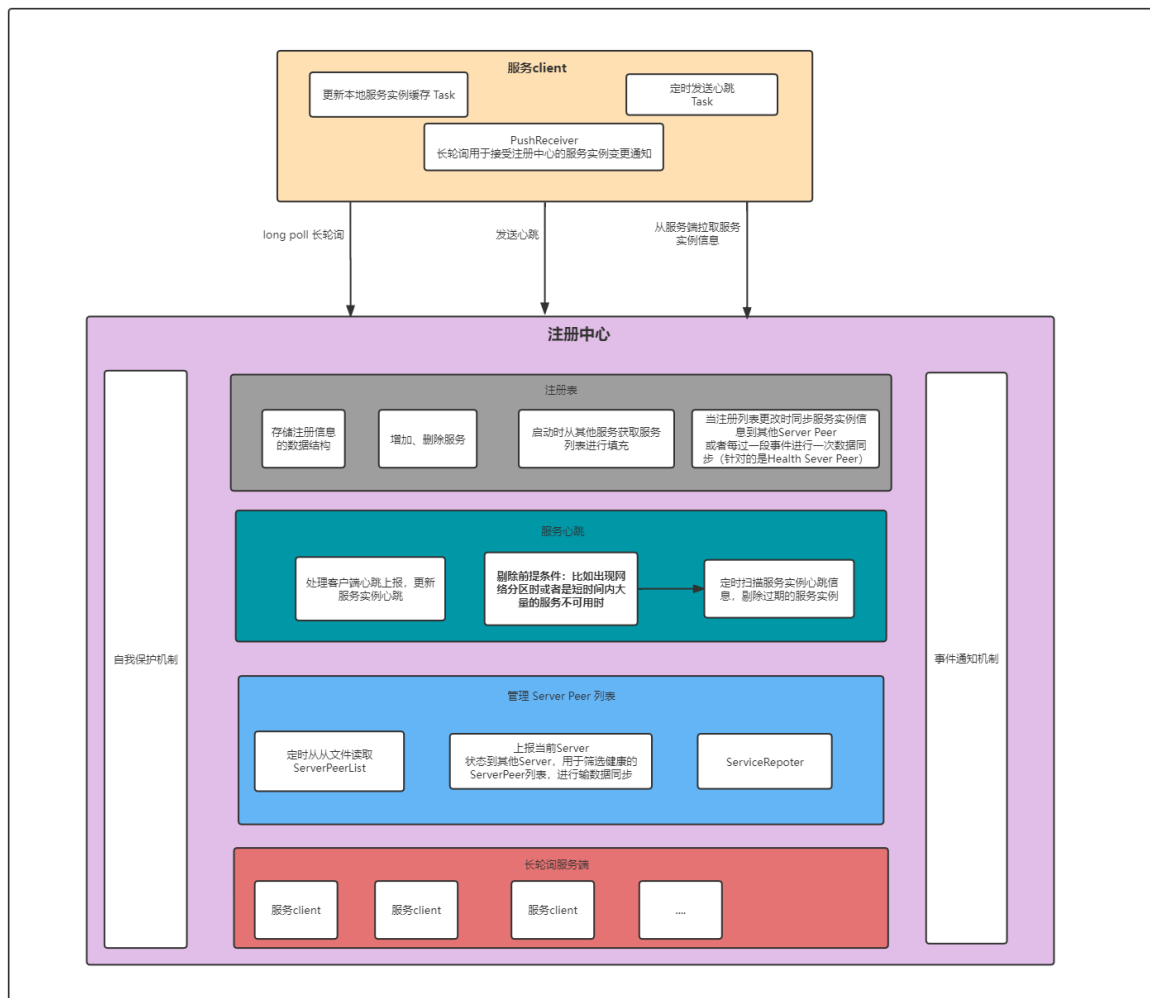 服务client
更新本地服务实例缓存 Task
定时发送心跳
Task
PushReceiver
长轮询用于接受注册中心的服务实例变更通知
long poll 长轮询
发送心跳
从服务端拉取服务
实例信息
注册中心
自我保护机制
注册表
存储注册信息
的数据结构
增加、删除服务
启动时从其他服务获取服务
列表进行填充
当注册列表更改时同步服务实例信
息到其他Server Peer
或者每过一段事件进行一次数据同
步（针对的是Health Sever Peer）
服务心跳
处理客户端心跳上报，更新
服务实例心跳
剔除前提条件：比如出现网
络分区时或者是短时间内大
量的服务不可用时
定时扫描服务实例心跳信
息，剔除过期的服务实例
管理 Server Peer 列表
定时从从文件读取
ServerPeerList
上报当前Server
状态到其他Server，用于筛选健康的
ServerPeer列表，进行输数据同步
ServiceRepoter
长轮词服务端
服务client
服务client
服务client
....
事件通知机制